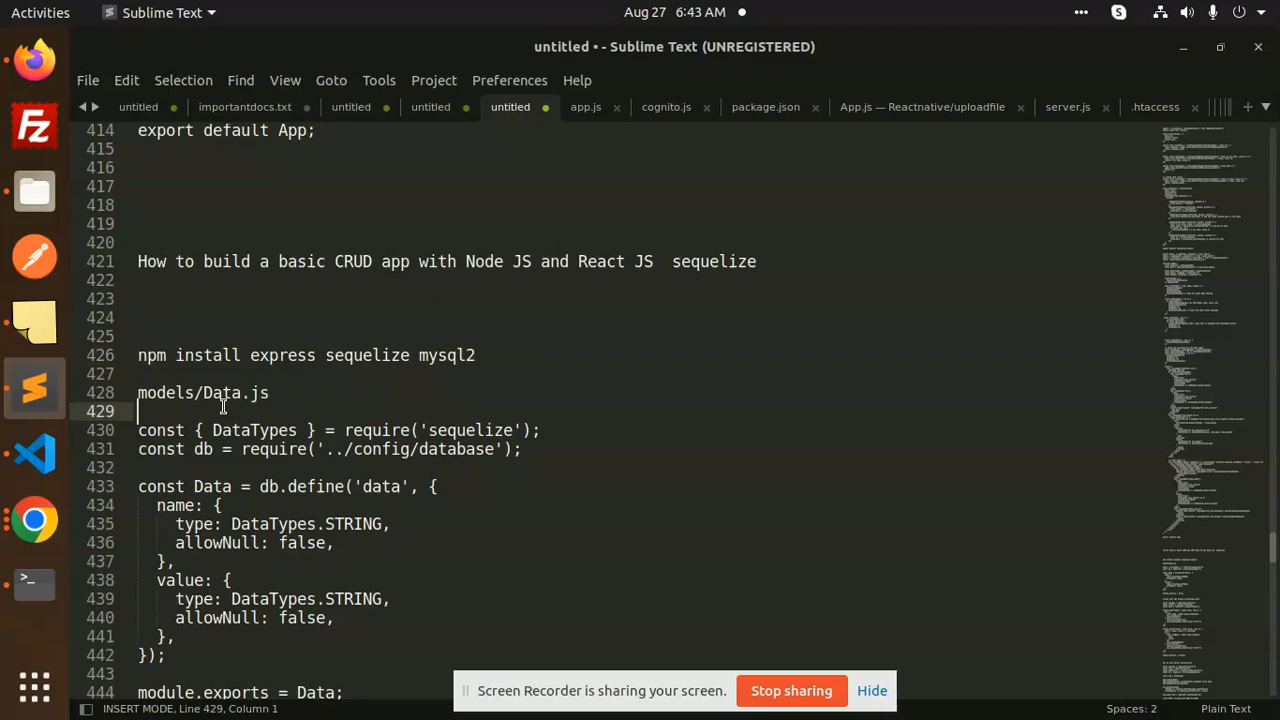 Activities Sublime Text Aug 27 6:43 AM
untitled • - Sublime Text (UNREGISTERED)
File Edit Selection Find View Goto Tools Project Preferences Help
untitled importantdocs.txt untitled untitled untitled app.js cognito.js package.json App.js — Reactnative/uploadfile server.js .htaccess
414 export default App;
415
416
417
418
419
420
421 How to build a basic CRUD app with Node JS and React JS  sequelize
422
423
424
425
426 npm install express sequelize mysql2
427
428 models/Data.js
429
430 const { DataTypes } = require('sequelize');
431 const db = require('../config/database');
432
433 const Data = db.define('data', {
434   name: {
435     type: DataTypes.STRING,
436     allowNull: false,
437   },
438   value: {
439     type: DataTypes.STRING,
440     allowNull: false,
441   },
442 });
443
444 module.exports = Data;
Screen Recorder is sharing your screen. Stop sharing Hide
INSERT MODE, Line 429, column 1 Spaces: 2 Plain Text